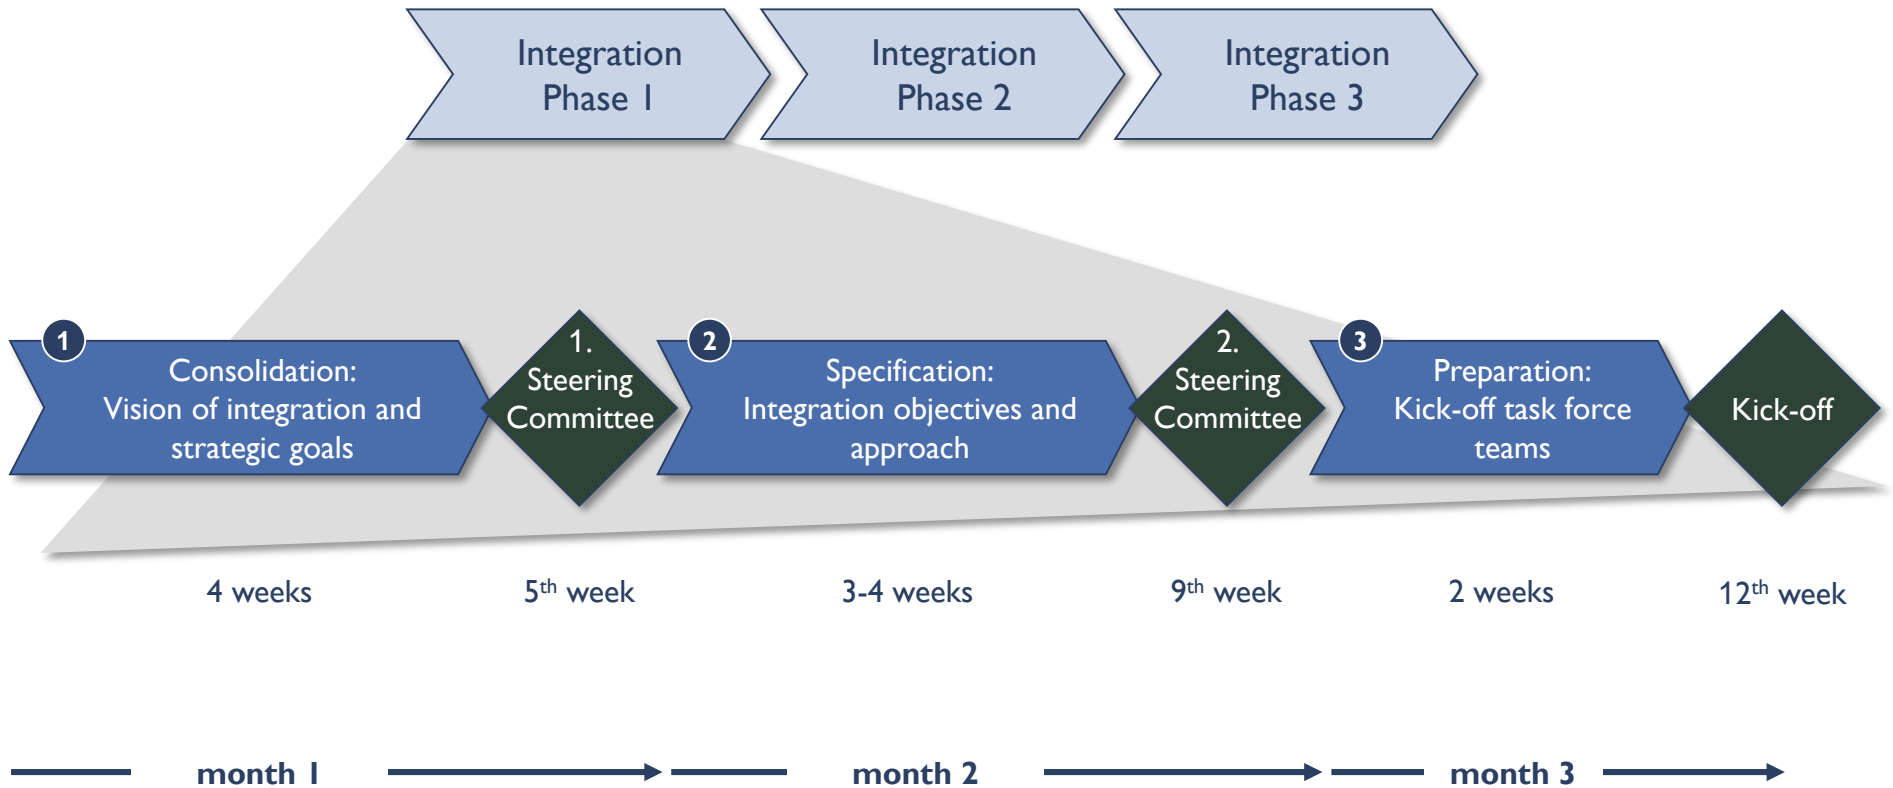 Integration
Phase 1
Integration
Phase 2
Integration
Phase 3
1
Consolidation:
Vision of integration and
strategic goals
1.
Steering
Committee
2
Specification:
Integration objectives and
approach
2.
Steering
Committee
3
Preparation:
Kick-off task force
teams
Kick-off
4 weeks
5th week
3-4 weeks
9th week
2 weeks
12th week
month 1
month 2
month 3